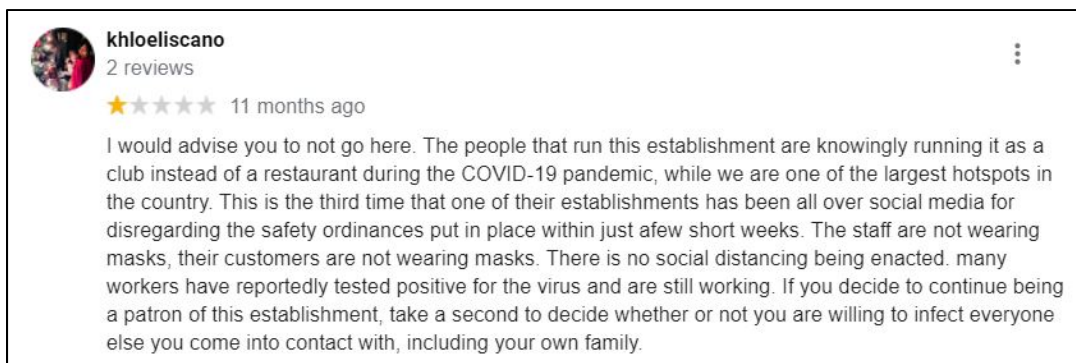 khloeliscano
2 reviews
11 months ago
I would advise you to not go here. The people that run this establishment are knowingly running it as a
club instead of a restaurant during the COVID-19 pandemic, while we are one of the largest hotspots in
the country. This is the third time that one of their establishments has been all over social media for
disregarding the safety ordinances put in place within just afew short weeks. The staff are not wearing
masks, their customers are not wearing masks. There is no social distancing being enacted. many
workers have reportedly tested positive for the virus and are still working. If you decide to continue being
a patron of this establishment, take a second to decide whether or not you are willing to infect everyone
else you come into contact with, including your own family.